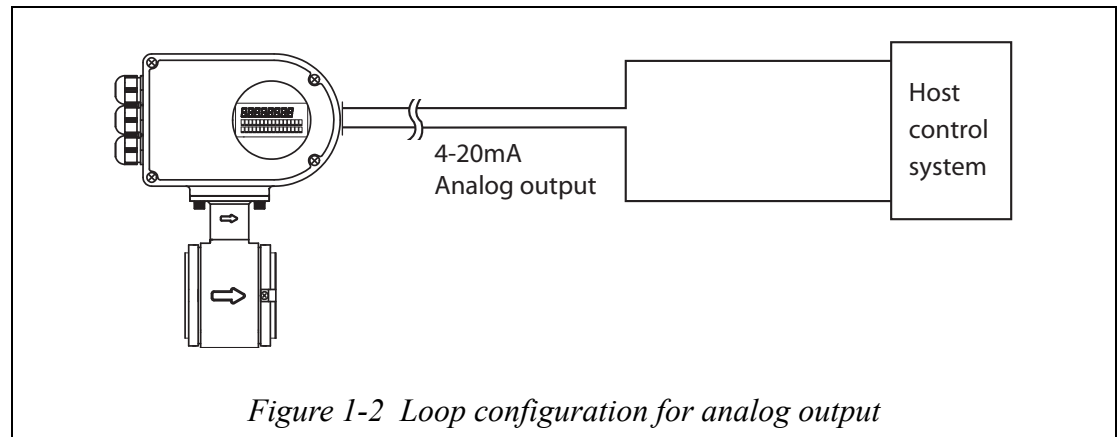 Host
control
system
4-20mA
Analog output
Figure 1-2 Loop configuration for analog output